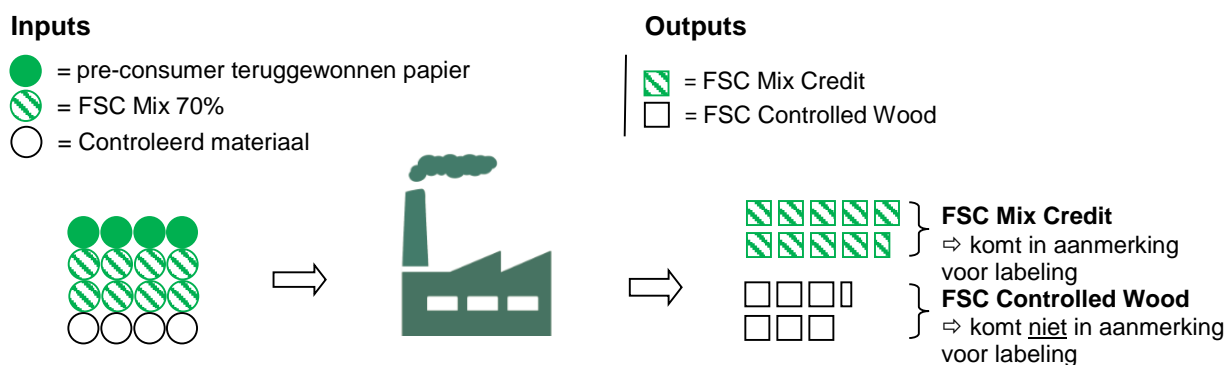 Inputs
= pre-consumer teruggewonnen papier
= FSC Mix 70%
= Controleerd materiaal
Outputs
= FSC Mix Credit
= FSC Controlled Wood
FSC Mix Credit
⇨ komt in aanmerking
voor labeling
FSC Controlled Wood
⇨ komt niet in aanmerking
voor labeling